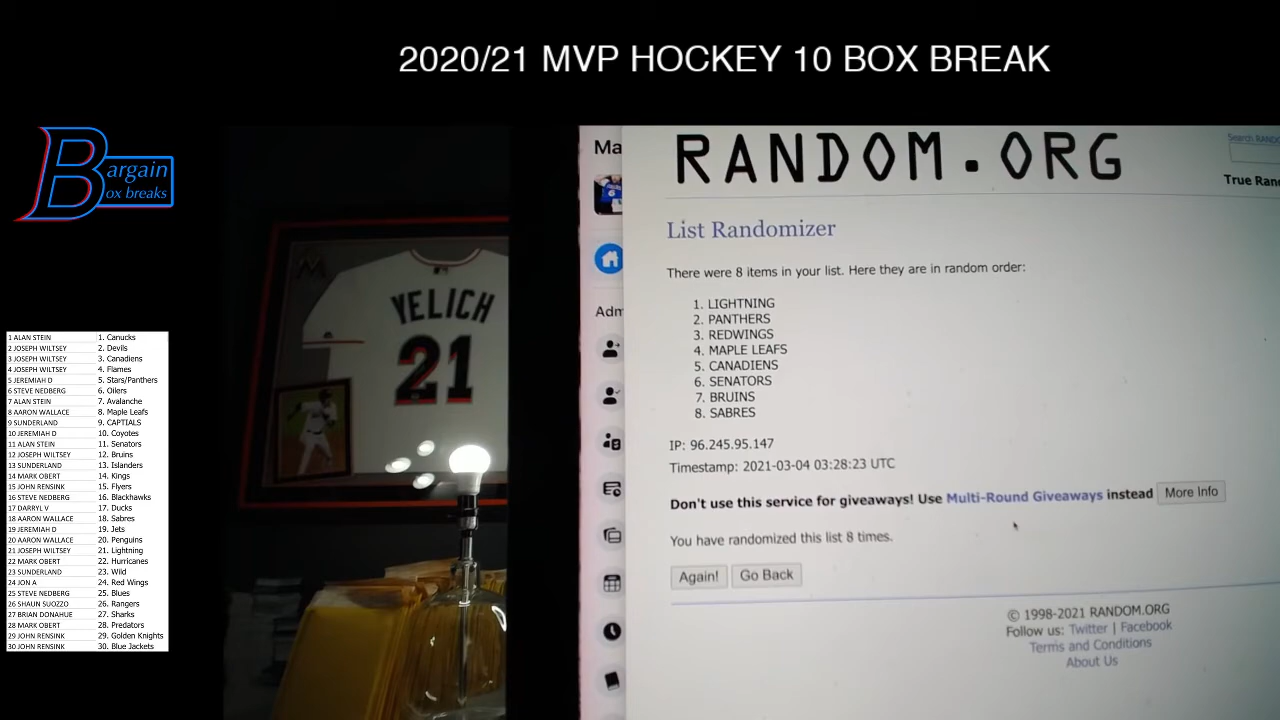 2020/21 MVP HOCKEY 10 BOX BREAK
Bargain
Box breaks
1 ALAN STEIN 1. Canucks
2 JOSEPH WILTSEY 2. Devils
3 JOSEPH WILTSEY 3. Canadiens
4 JOSEPH WILTSEY 4. Flames
5 JEREMIAH D 5. Stars/Panthers
6 STEVE NEDBERG 6. Oilers
7 ALAN STEIN 7. Avalanche
8 AARON WALLACE 8. Maple Leafs
9 SUNDERLAND 9. CAPTIALS
10 JEREMIAH D 10. Coyotes
11 ALAN STEIN 11. Senators
12 JOSEPH WILTSEY 12. Bruins
13 SUNDERLAND 13. Islanders
14 MARK OBERT 14. Kings
15 JOHN RENSINK 15. Flyers
16 STEVE NEDBERG 16. Blackhawks
17 DARRYL V 17. Ducks
18 AARON WALLACE 18. Sabres
19 JEREMIAH D 19. Jets
20 AARON WALLACE 20. Penguins
21 JOSEPH WILTSEY 21. Lightning
22 MARK OBERT 22. Hurricanes
23 SUNDERLAND 23. Wild
24 JON A 24. Red Wings
25 STEVE NEDBERG 25. Blues
26 SHAUN SUOZZO 26. Rangers
27 BRIAN DONAHUE 27. Sharks
28 MARK OBERT 28. Predators
29 JOHN RENSINK 29. Golden Knights
30 JOHN RENSINK 30. Blue Jackets
YELICH
21
Ma
Adm
RANDOM.ORG
Search RAND
True Ran
List Randomizer
There were 8 items in your list. Here they are in random order:
1. LIGHTNING
2. PANTHERS
3. REDWINGS
4. MAPLE LEAFS
5. CANADIENS
6. SENATORS
7. BRUINS
8. SABRES
IP: 96.245.95.147
Timestamp: 2021-03-04 03:28:23 UTC
Don't use this service for giveaways! Use Multi-Round Giveaways instead More Info
You have randomized this list 8 times.
Again! Go Back
© 1998-2021 RANDOM.ORG
Follow us: Twitter | Facebook
Terms and Conditions
About Us